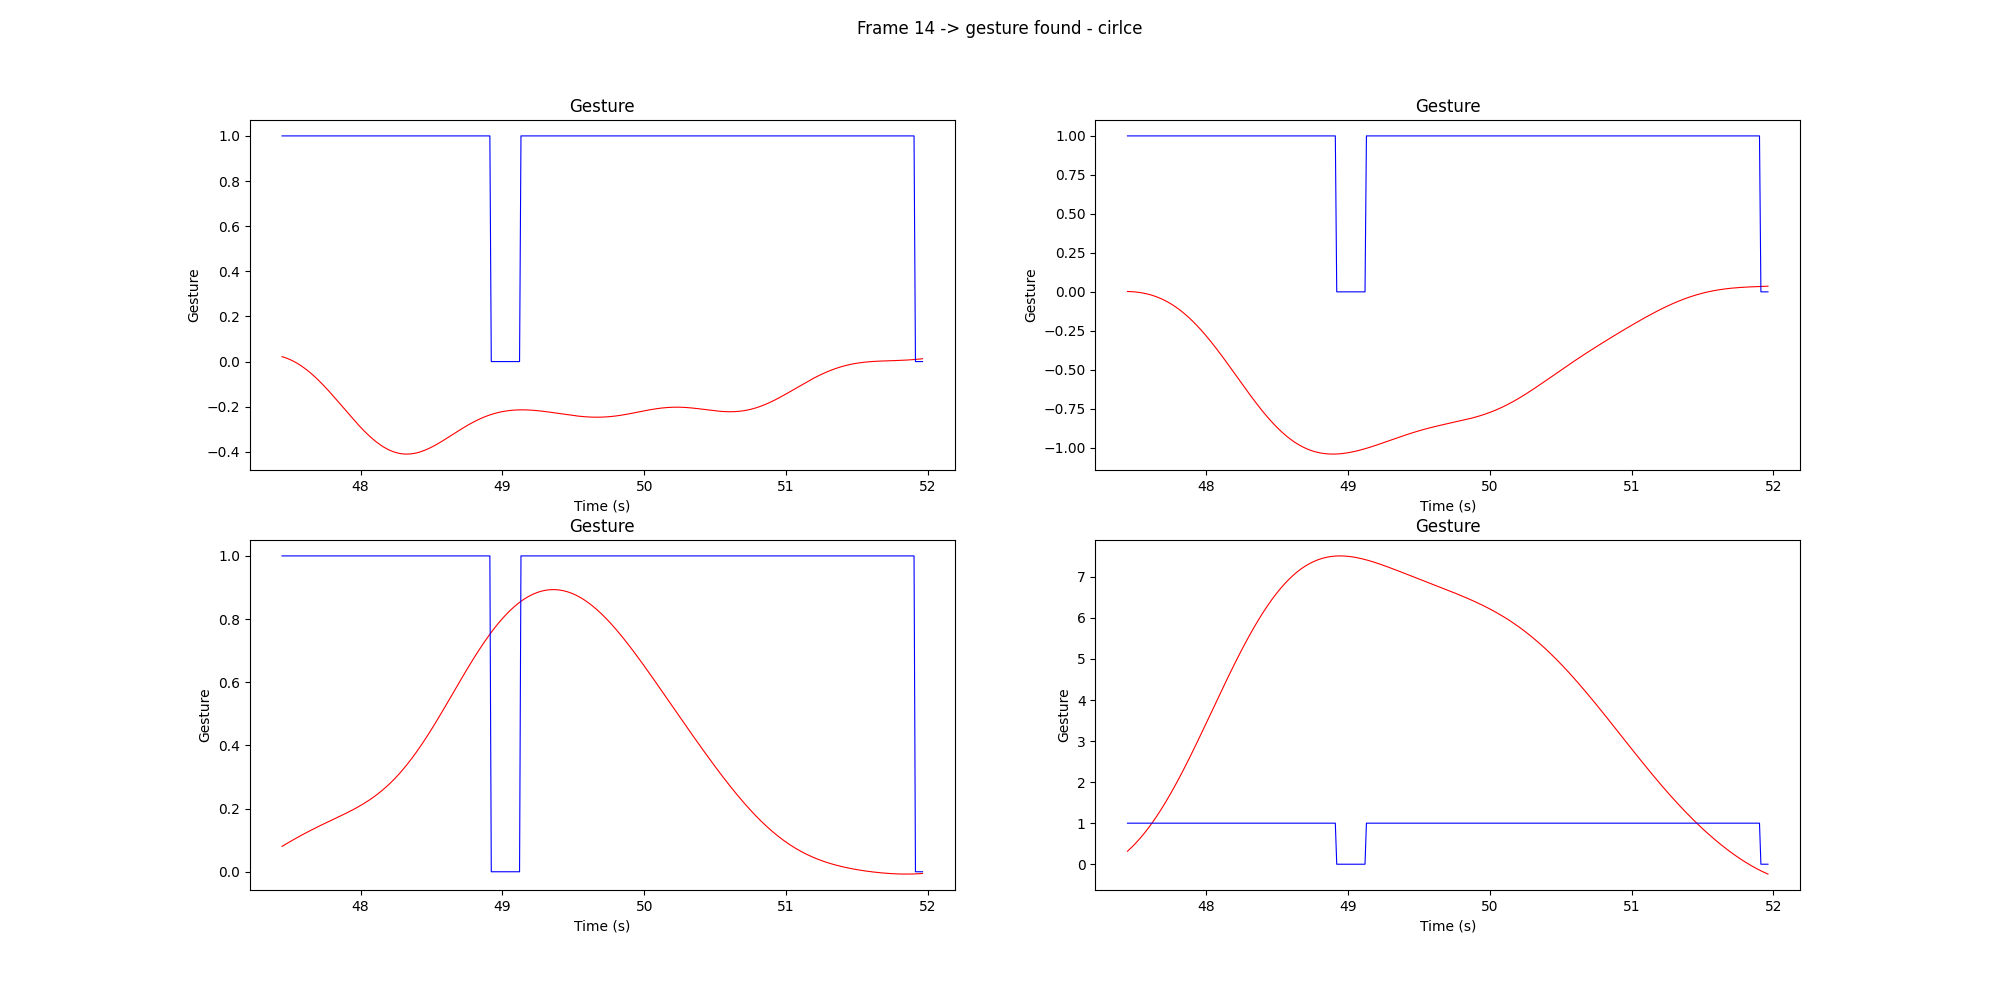 Frame 14 -> gesture found - cirlce
Gesture
1.0
0.8
0.6
0.4
0.2
0.0
−0.2
−0.4
Gesture
48 49 50 51 52
Time (s)
Gesture
1.00
0.75
0.50
0.25
0.00
−0.25
−0.50
−0.75
−1.00
Gesture
48 49 50 51 52
Time (s)
Gesture
1.0
0.8
0.6
0.4
0.2
0.0
Gesture
48 49 50 51 52
Time (s)
Gesture
7
6
5
4
3
2
1
0
Gesture
48 49 50 51 52
Time (s)